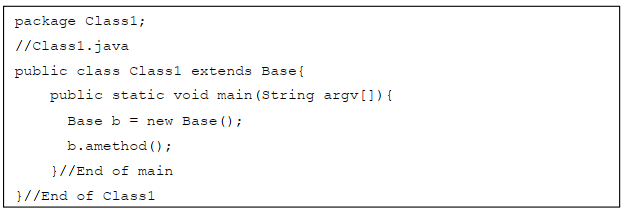 package Class1;
//Class1.java
public class Class1 extends Base{
    public static void main(String argv[]){
      Base b = new Base();
      b.amethod();
    }//End of main
}//End of Class1